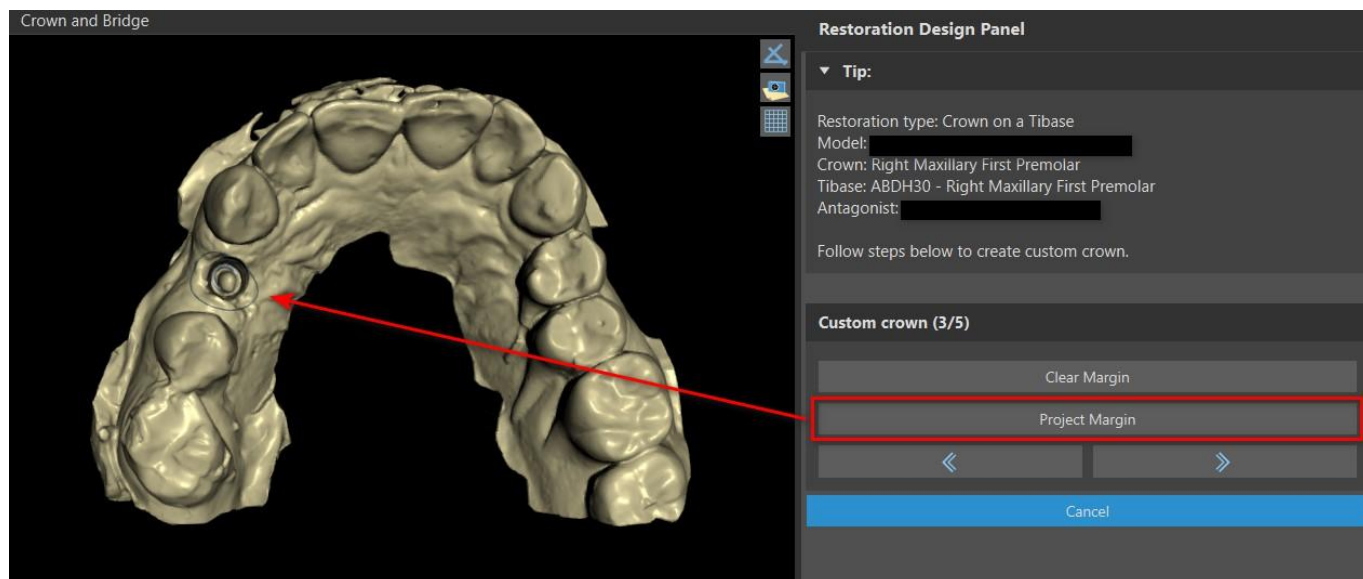 Crown and Bridge
Restoration Design Panel
Tip:
Restoration type: Crown on a Tibase
Model:
Crown: Right Maxillary First Premolar
Tibase: ABDH30 - Right Maxillary First Premolar
Antagonist:
Follow steps below to create custom crown.
Custom crown (3/5)
Clear Margin
Project Margin
Cancel